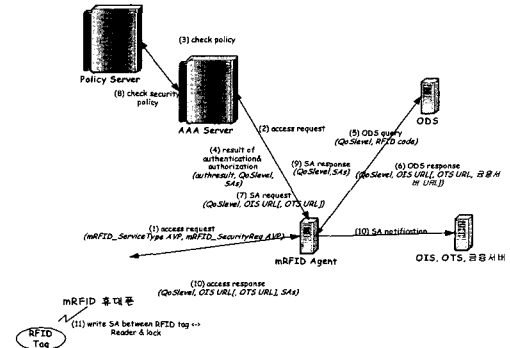 (3) check policy
Policy Server
(8) check security
policy
AAA Server
(2) access request
ODS
(5) ODS query
(QoSlevel, RFID code)
(4) result of
authentication&
authorization
(authresult, QoSlevel,
SAs)
(9) SA response
(QoSlevel,SAs)
(6) ODS response
(QoSlevel, OIS URL[, OTS URL, 금융서
버 URL])
(7) SA request
(QoSlevel, OIS URL[, OTS URL])
(1) access request
(mRFID_ServiceType AVP, mRFID_SecurityReq AVP)
(10) SA notification
mRFID Agent
OIS, OTS, 금융서버
(10) access response
(QoSlevel, OIS URL[, OTS URL], SAs)
mRFID 휴대폰
(11) write SA between RFID tag <->
Reader & lock
RFID
Tag